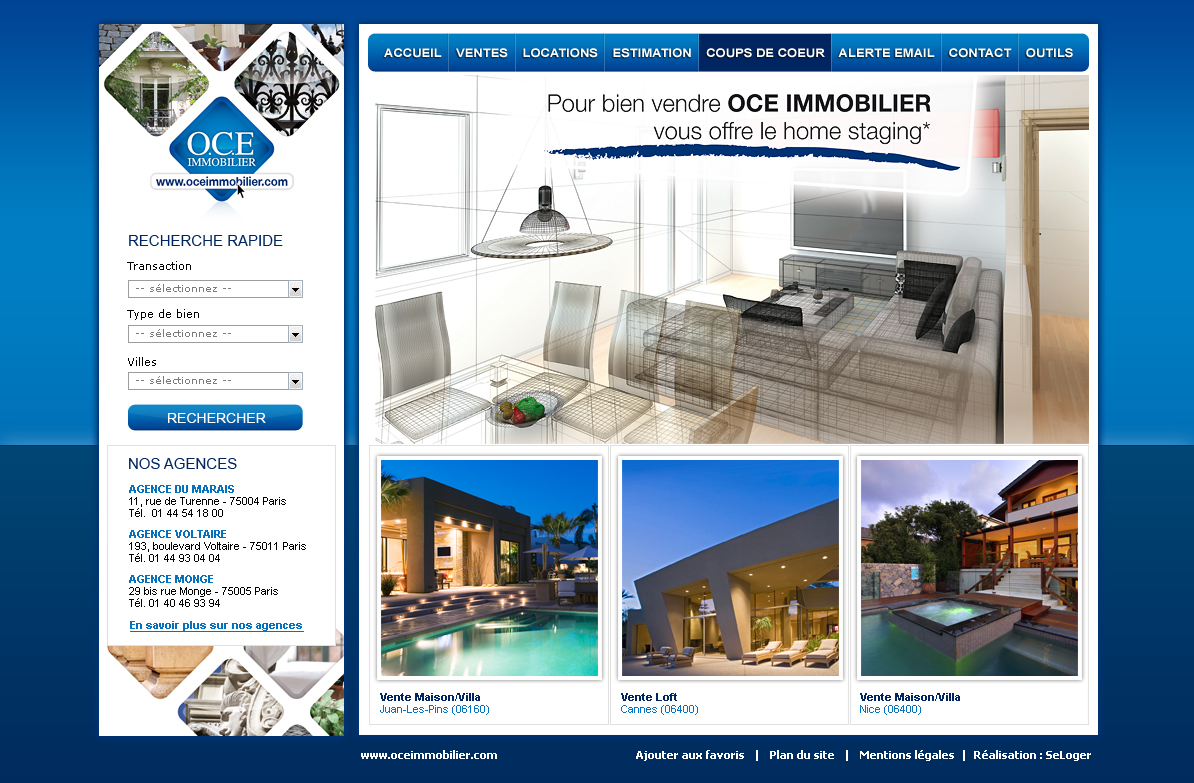 O.C.E
IMMOBILIER
www.oceimmobilier.com
RECHERCHE RAPIDE
Transaction
-- sélectionnez --
Type de bien
-- sélectionnez --
Villes
-- sélectionnez --
RECHERCHER
NOS AGENCES
AGENCE DU MARAIS
11, rue de Turenne - 75004 Paris
Tél. 01 44 54 18 00
AGENCE VOLTAIRE
193, boulevard Voltaire - 75011 Paris
Tél. 01 44 93 04 04
AGENCE MONGE
29 bis rue Monge - 75005 Paris
Tél. 01 40 46 93 94
En savoir plus sur nos agences
ACCUEIL VENTES LOCATIONS ESTIMATION COUPS DE COEUR ALERTE EMAIL CONTACT OUTILS
Pour bien vendre OCE IMMOBILIER
vous offre le home staging*
Vente Maison/Villa
Juan-Les-Pins (06160)
Vente Loft
Cannes (06400)
Vente Maison/Villa
Nice (06400)
www.oceimmobilier.com
Ajouter aux favoris | Plan du site | Mentions légales | Réalisation : SeLoger